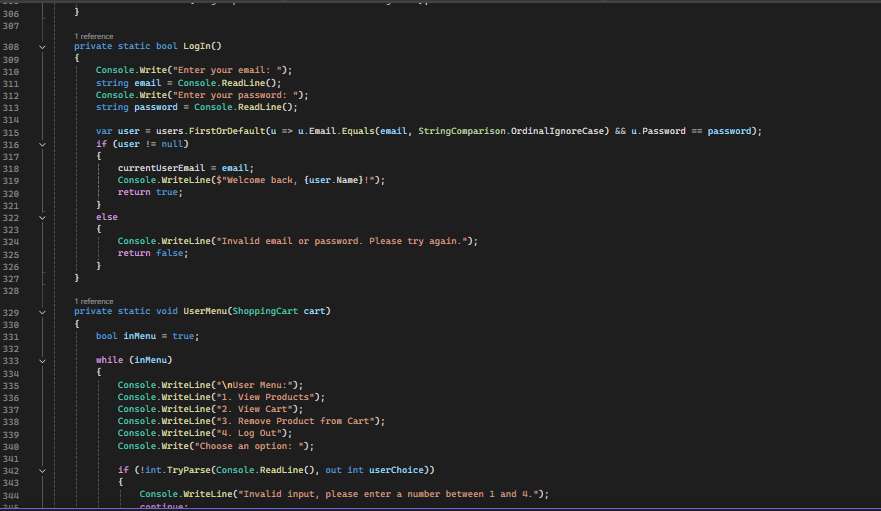 306 }
307
1 reference
308 private static bool LogIn()
309 {
310 Console.Write("Enter your email: ");
311 string email = Console.ReadLine();
312 Console.Write("Enter your password: ");
313 string password = Console.ReadLine();
314
315 var user = users.FirstOrDefault(u => u.Email.Equals(email, StringComparison.OrdinalIgnoreCase) && u.Password == password);
316 if (user != null)
317 {
318 currentUserEmail = email;
319 Console.WriteLine($"Welcome back, {user.Name}!");
320 return true;
321 }
322 else
323 {
324 Console.WriteLine("Invalid email or password. Please try again.");
325 return false;
326 }
327 }
328
1 reference
329 private static void UserMenu(ShoppingCart cart)
330 {
331 bool inMenu = true;
332
333 while (inMenu)
334 {
335 Console.WriteLine("\nUser Menu:");
336 Console.WriteLine("1. View Products");
337 Console.WriteLine("2. View Cart");
338 Console.WriteLine("3. Remove Product from Cart");
339 Console.WriteLine("4. Log Out");
340 Console.Write("Choose an option: ");
341
342 if (!int.TryParse(Console.ReadLine(), out int userChoice))
343 {
344 Console.WriteLine("Invalid input, please enter a number between 1 and 4.");
345 continue;